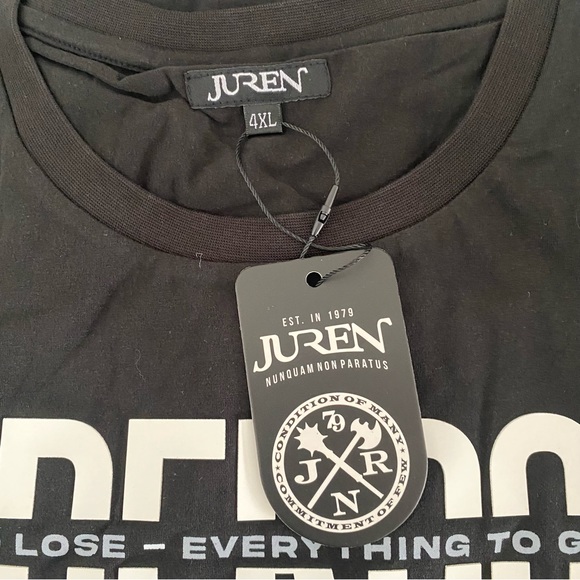 JUREN
4XL
EST. IN 1979
JUREN
NUNQUAM NON PARATUS
CONDITION OF MANY
79
J R
N
COMMITMENT OF FEW
LOSE – EVERYTHING TO G